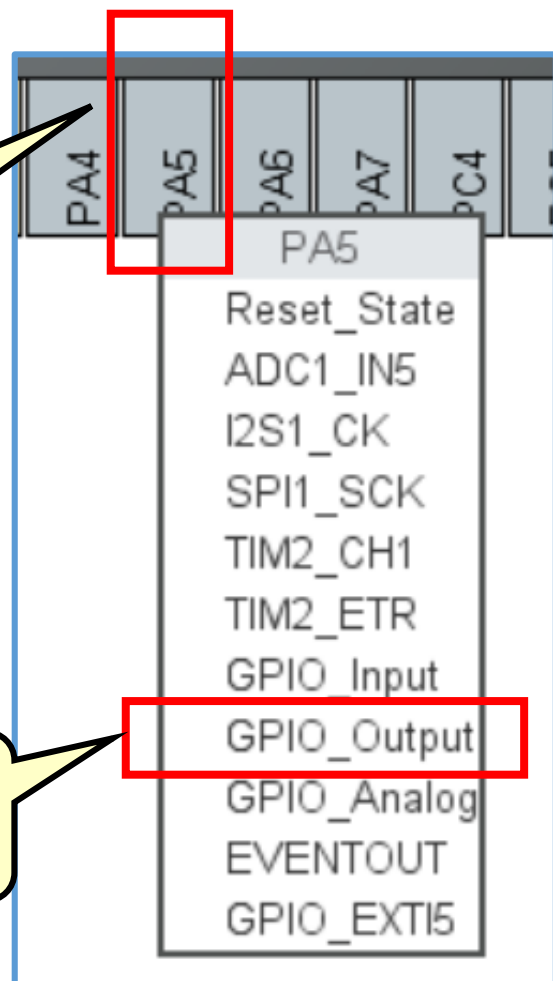 PA4
PA5
PA6
PA7
PC4
PA5
Reset_State
ADC1_IN5
I2S1_CK
SPI1_SCK
TIM2_CH1
TIM2_ETR
GPIO_Input
GPIO_Output
GPIO_Analog
EVENTOUT
GPIO_EXTI5